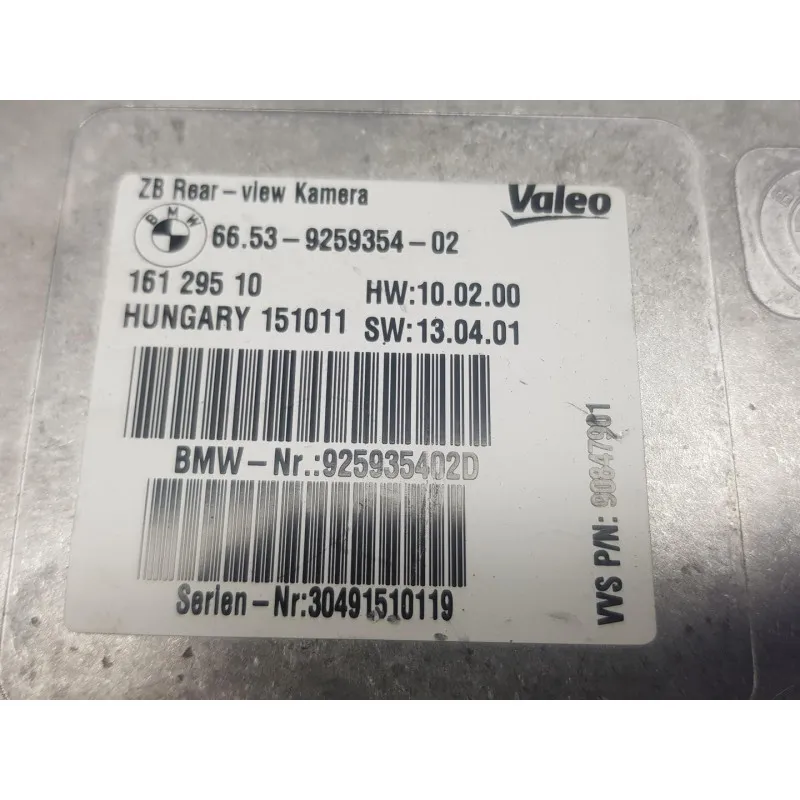 ZB Rear-view Kamera
Valeo
BMW
66.53-9259354-02
161 295 10
HW:10.02.00
HUNGARY 151011
SW:13.04.01
BMW-Nr.:925935402D
Serien-Nr:30491510119
VVS P/N: 90847901